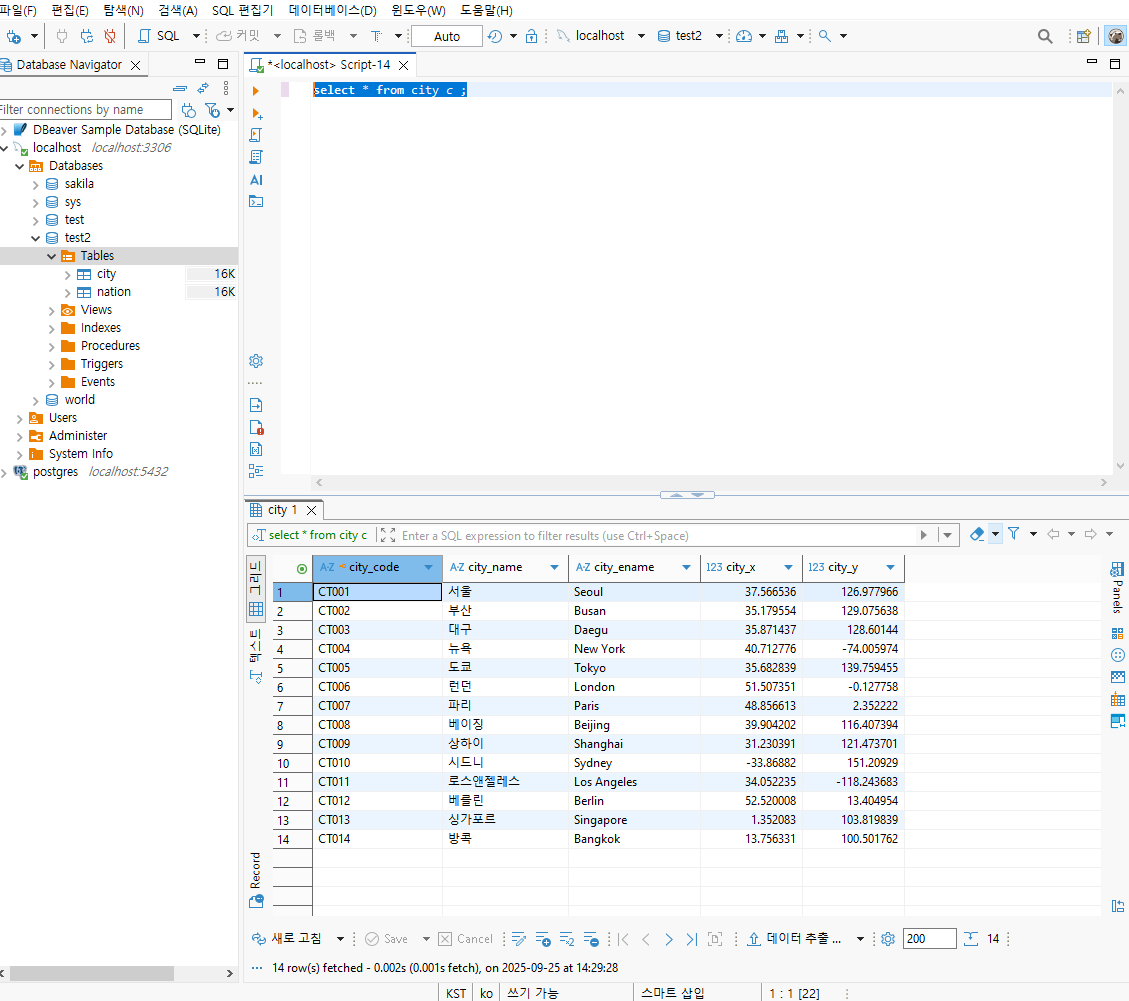 파일(F) 편집(E) 탐색(N) 검색(A) SQL 편집기 데이터베이스(D) 윈도우(W) 도움말(H)
SQL 커밋 롤백 T Auto localhost test2
Database Navigator
*<localhost> Script-14
Filter connections by name
select * from city c ;
DBeaver Sample Database (SQLite)
localhost localhost:3306
Databases
sakila
AI
sys
test
test2
Tables
city 16K
nation 16K
Views
Indexes
Procedures
Triggers
Events
world
Users
Administer
System Info
postgres localhost:5432
city 1
select * from city c Enter a SQL expression to filter results (use Ctrl+Space)
그리드
텍스트
Record
Panels
A-Z city_code A-Z city_name A-Z city_ename 123 city_x 123 city_y
1 CT001 서울 Seoul 37.566536 126.977966
2 CT002 부산 Busan 35.179554 129.075638
3 CT003 대구 Daegu 35.871437 128.60144
4 CT004 뉴욕 New York 40.712776 -74.005974
5 CT005 도쿄 Tokyo 35.682839 139.759455
6 CT006 런던 London 51.507351 -0.127758
7 CT007 파리 Paris 48.856613 2.352222
8 CT008 베이징 Beijing 39.904202 116.407394
9 CT009 상하이 Shanghai 31.230391 121.473701
10 CT010 시드니 Sydney -33.86882 151.20929
11 CT011 로스앤젤레스 Los Angeles 34.052235 -118.243683
12 CT012 베를린 Berlin 52.520008 13.404954
13 CT013 싱가포르 Singapore 1.352083 103.819839
14 CT014 방콕 Bangkok 13.756331 100.501762
새로 고침 Save Cancel 데이터 추출 ... 200 14
14 row(s) fetched - 0.002s (0.001s fetch), on 2025-09-25 at 14:29:28
KST ko 쓰기 가능 스마트 삽입 1 : 1 [22]